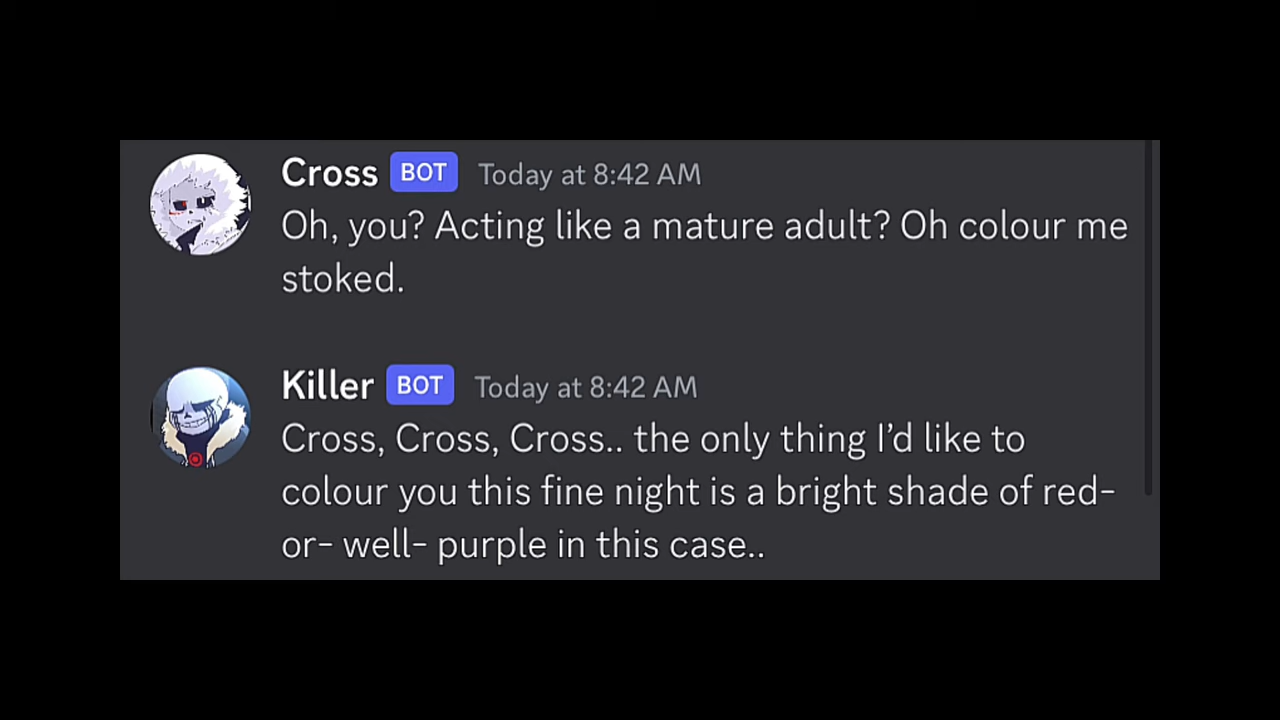 Cross BOT Today at 8:42 AM
Oh, you? Acting like a mature adult? Oh colour me
stoked.
Killer BOT Today at 8:42 AM
Cross, Cross, Cross.. the only thing I’d like to
colour you this fine night is a bright shade of red-
or- well- purple in this case..